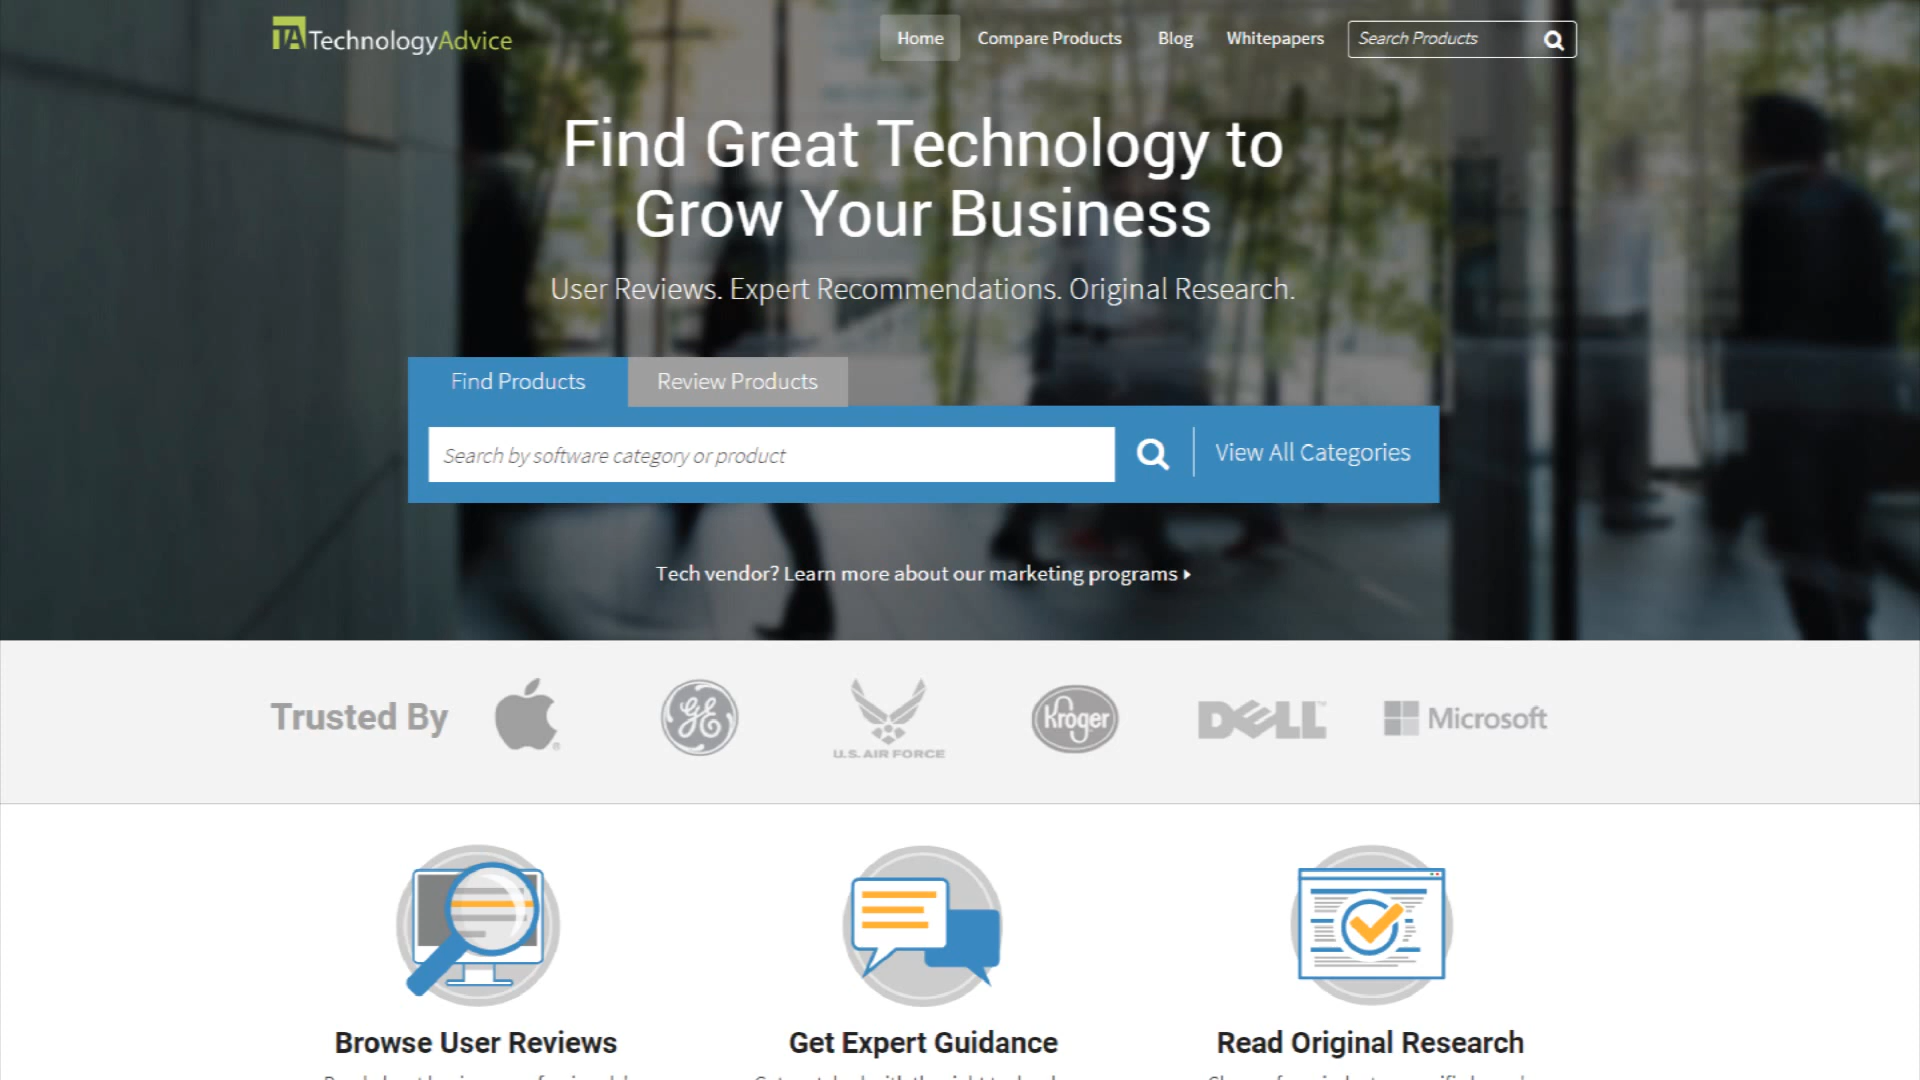 TA TechnologyAdvice
Home Compare Products Blog Whitepapers Search Products
Find Great Technology to
Grow Your Business
User Reviews. Expert Recommendations. Original Research.
Find Products Review Products
Search by software category or product
View All Categories
Tech vendor? Learn more about our marketing programs
Trusted By
GE
U.S. AIR FORCE
Kroger
DELL
Microsoft
Browse User Reviews Get Expert Guidance Read Original Research